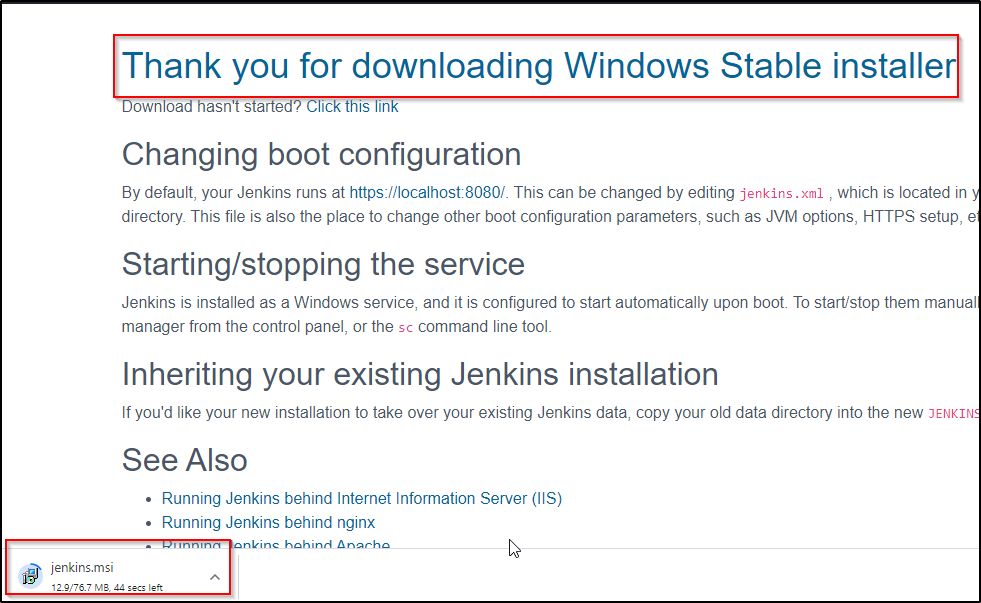 Thank you for downloading Windows Stable installer
Download hasn't started? Click this link
Changing boot configuration
By default, your Jenkins runs at https://localhost:8080/. This can be changed by editing jenkins.xml , which is located in y
directory. This file is also the place to change other boot configuration parameters, such as JVM options, HTTPS setup, et
Starting/stopping the service
Jenkins is installed as a Windows service, and it is configured to start automatically upon boot. To start/stop them manuall
manager from the control panel, or the sc command line tool.
Inheriting your existing Jenkins installation
If you'd like your new installation to take over your existing Jenkins data, copy your old data directory into the new JENKINS
See Also
• Running Jenkins behind Internet Information Server (IIS)
• Running Jenkins behind nginx
• Running Jenkins behind Apache
jenkins.msi
12.9/76.7 MB, 44 secs left